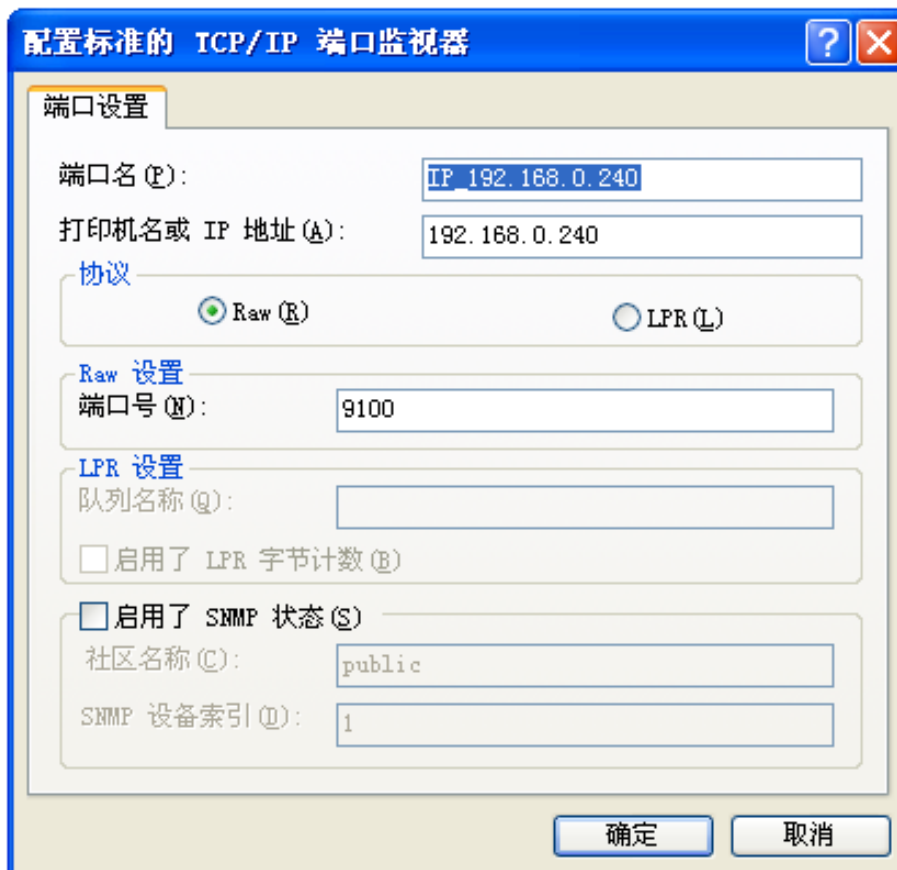 配置标准的 TCP/IP 端口监视器
端口设置
端口名(P): IP_192.168.0.240
打印机名或 IP 地址(A): 192.168.0.240
协议
Raw(R) LPR(L)
Raw 设置
端口号(N): 9100
LPR 设置
队列名称(Q):
启用了 LPR 字节计数(B)
启用了 SNMP 状态(S)
社区名称(C): public
SNMP 设备索引(D): 1
确定 取消